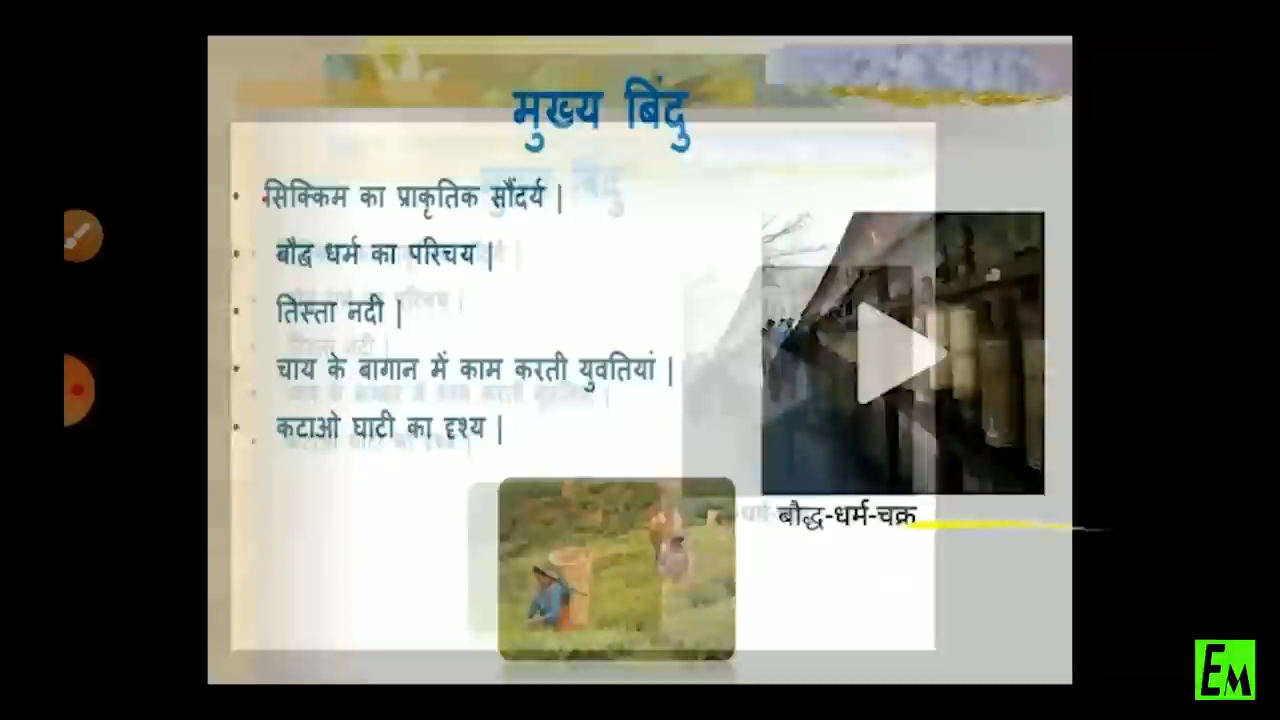 मुख्य बिंदु
• सिक्किम का प्राकृतिक सौंदर्य |
• बौद्ध धर्म का परिचय |
• तिस्ता नदी |
• चाय के बागान में काम करती युवतियां |
• कटाओ घाटी का दृश्य |
बौद्ध-धर्म-चक्र
EM